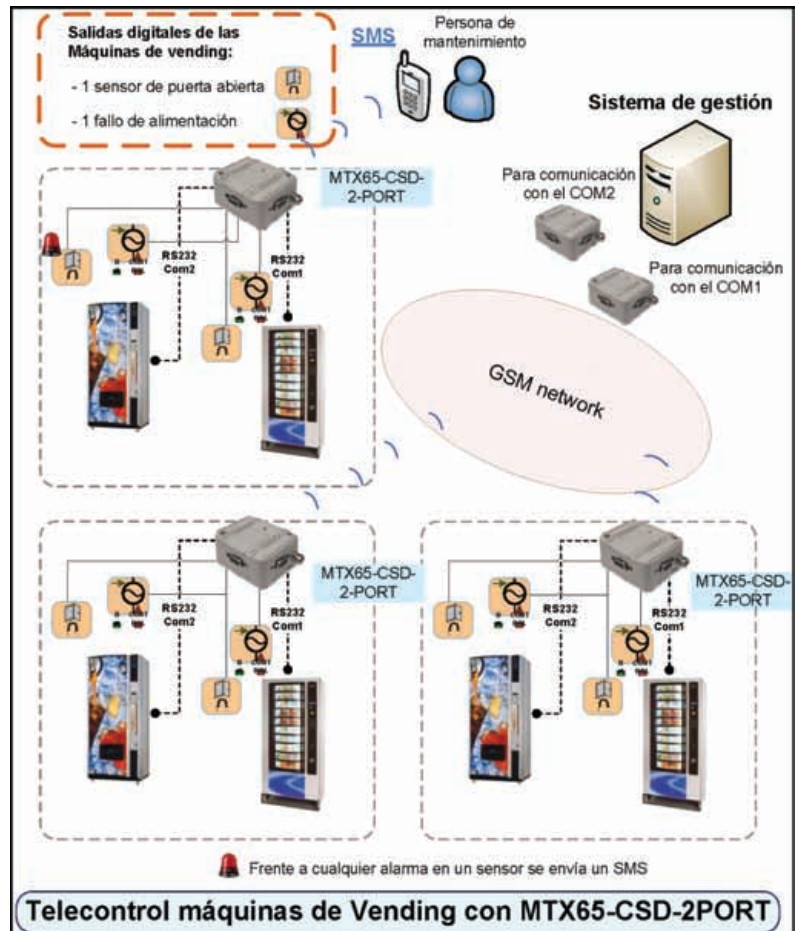 Salidas digitales de las
Máquinas de vending:
- 1 sensor de puerta abierta
- 1 fallo de alimentación
SMS
Persona de
mantenimiento
Sistema de gestión
Para comunicación
con el COM2
Para comunicación
con el COM1
MTX65-CSD-
2-PORT
RS232
Com2
RS232
Com1
GSM network
MTX65-CSD-
2-PORT
RS232
Com2
RS232
Com1
MTX65-CSD-
2-PORT
RS232
Com2
RS232
Com1
Frente a cualquier alarma en un sensor se envía un SMS
Telecontrol máquinas de Vending con MTX65-CSD-2PORT